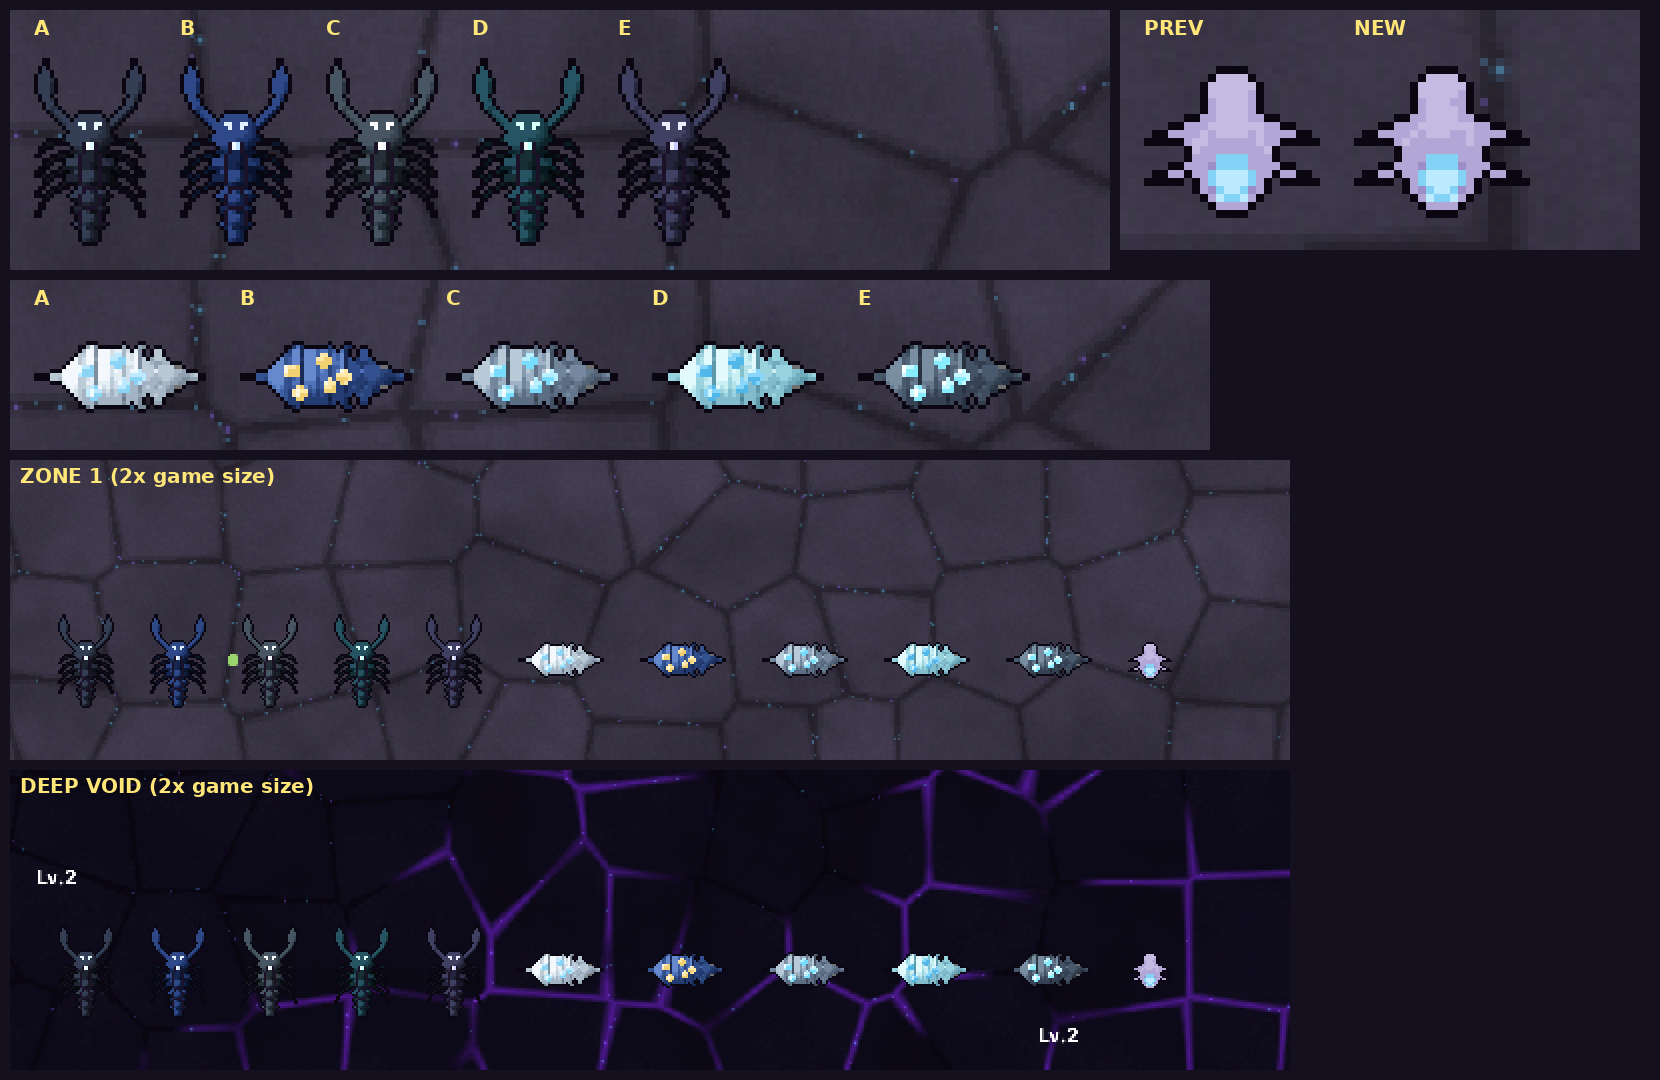 A B C D E PREV NEW
A B C D E
ZONE 1 (2x game size)
DEEP VOID (2x game size)
Lv.2
Lv.2